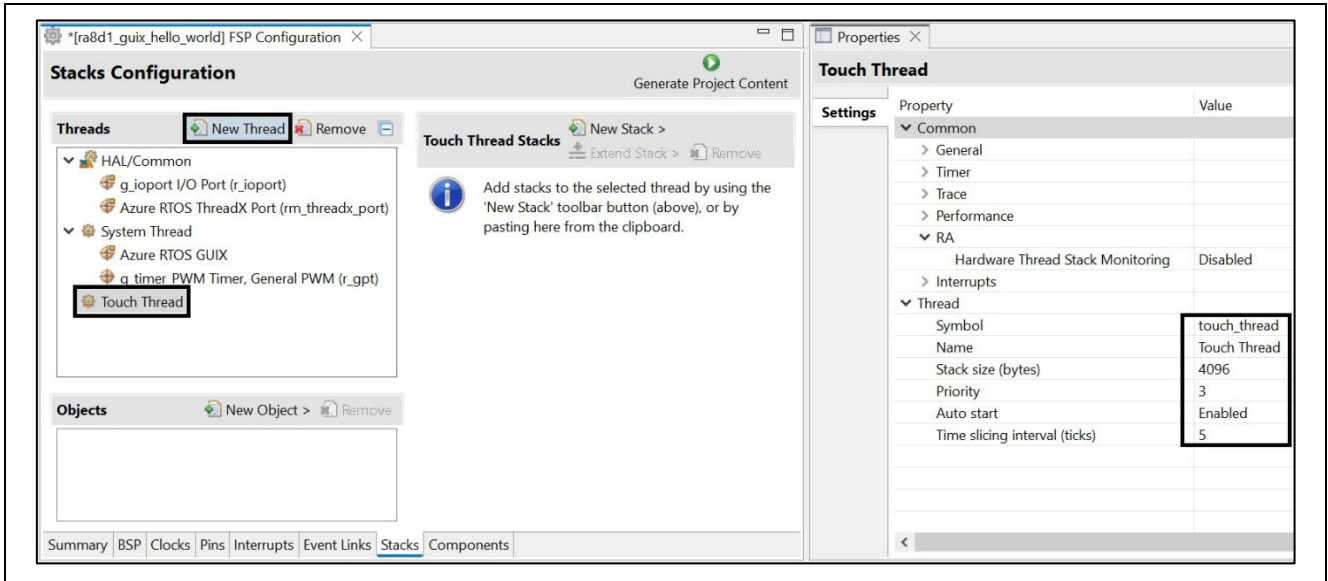 *[ra8d1_guix_hello_world] FSP Configuration
Stacks Configuration
Generate Project Content
Threads
New Thread
Remove
HAL/Common
g_ioport I/O Port (r_ioport)
Azure RTOS ThreadX Port (rm_threadx_port)
System Thread
Azure RTOS GUIX
g_timer PWM Timer, General PWM (r_gpt)
Touch Thread
Objects
New Object >
Remove
Touch Thread Stacks
New Stack >
Extend Stack >
Remove
Add stacks to the selected thread by using the
'New Stack' toolbar button (above), or by
pasting here from the clipboard.
Summary BSP Clocks Pins Interrupts Event Links Stacks Components
Properties
Touch Thread
Settings
Property Value
Common
General
Timer
Trace
Performance
RA
Hardware Thread Stack Monitoring Disabled
Interrupts
Thread
Symbol touch_thread
Name Touch Thread
Stack size (bytes) 4096
Priority 3
Auto start Enabled
Time slicing interval (ticks) 5